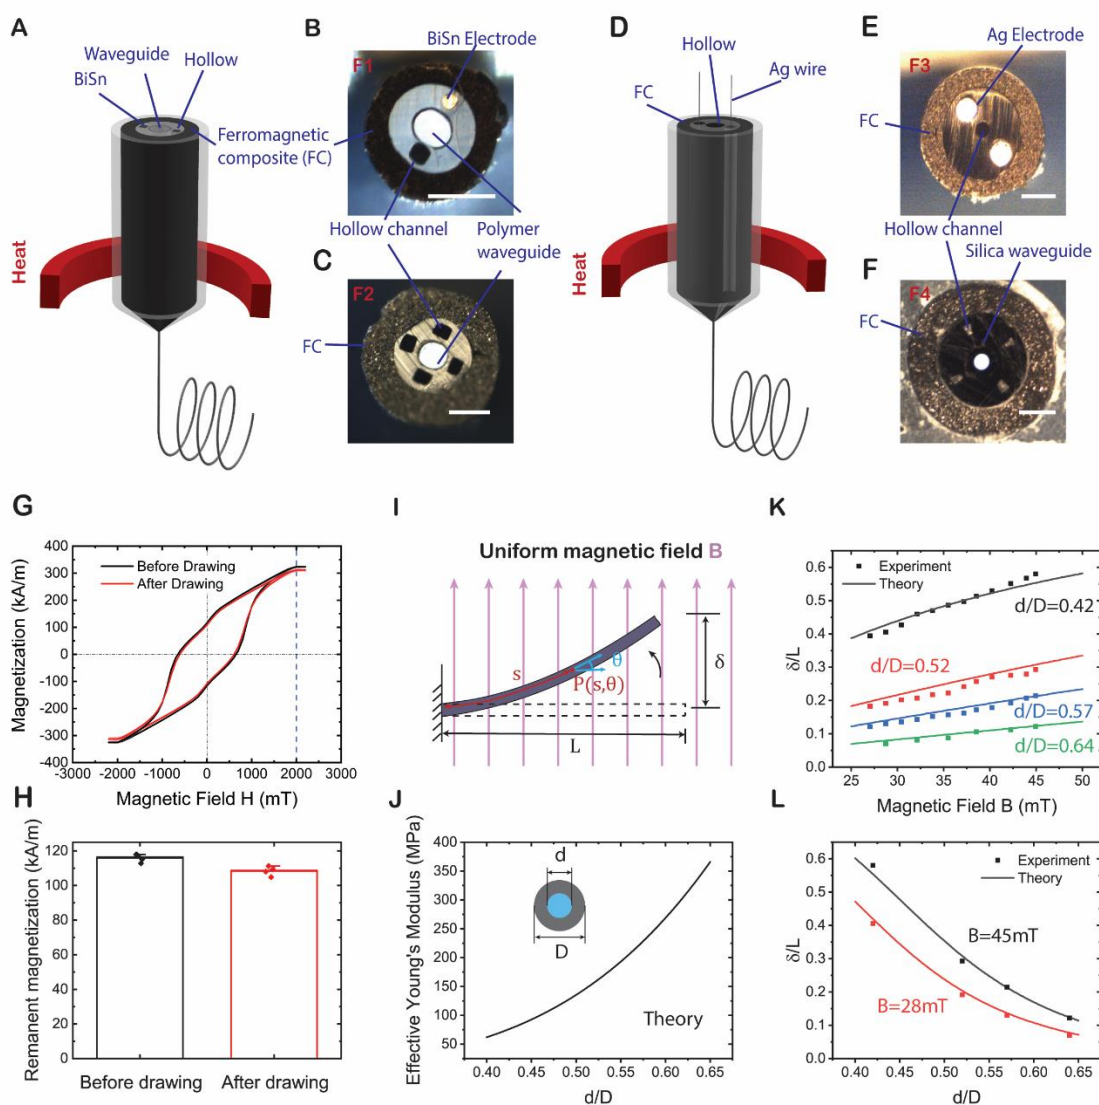 A
Waveguide
Hollow
BiSn
Ferromagnetic
composite (FC)
Heat
B
BiSn Electrode
F1
Hollow channel
Polymer
waveguide
C
F2
FC
D
Hollow
Ag wire
FC
Heat
E
Ag Electrode
F3
FC
Hollow channel
Silica waveguide
F
F4
FC
G
Magnetization (kA/m)
400
300
200
100
0
-100
-200
-300
-400
Before Drawing
After Drawing
-3000 -2000 -1000 0 1000 2000 3000
Magnetic Field H (mT)
H
Remanent magnetization (kA/m)
120
100
80
60
40
20
0
Before drawing After drawing
I
Uniform magnetic field B
s
θ
P(s,θ)
δ
L
J
Effective Young's Modulus (MPa)
400
350
300
250
200
150
100
50
d
D
Theory
0.40 0.45 0.50 0.55 0.60 0.65
d/D
K
δ/L
0.6
0.5
0.4
0.3
0.2
0.1
0.0
Experiment
Theory
d/D=0.42
d/D=0.52
d/D=0.57
d/D=0.64
25 30 35 40 45 50
Magnetic Field B (mT)
L
δ/L
0.6
0.5
0.4
0.3
0.2
0.1
0.0
Experiment
Theory
B=45mT
B=28mT
0.40 0.45 0.50 0.55 0.60 0.65
d/D